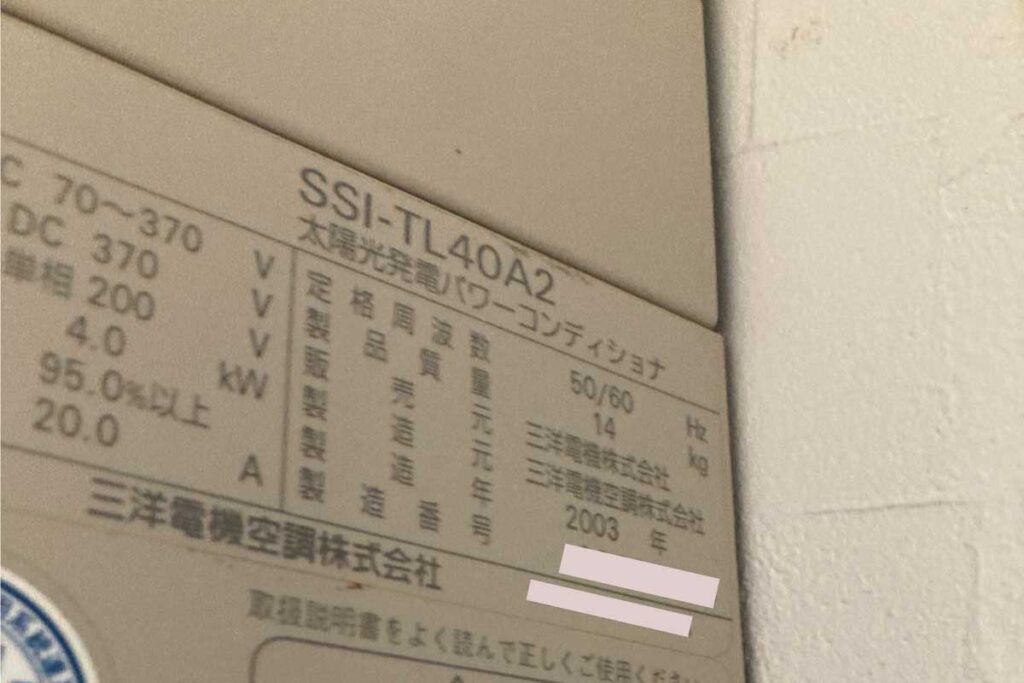 SSI-TL40A2
太陽光発電パワーコンディショナ
C 70～370 V
DC 370 V
単相 200 V
4.0 kW
95.0%以上
20.0 A
定格周波数 50/60 Hz
製品質量 14 kg
販売元 三洋電機株式会社
製造元 三洋電機空調株式会社
製造年 2003 年
製造番号
三洋電機空調株式会社
取扱説明書をよく読んで正しくご使用ください